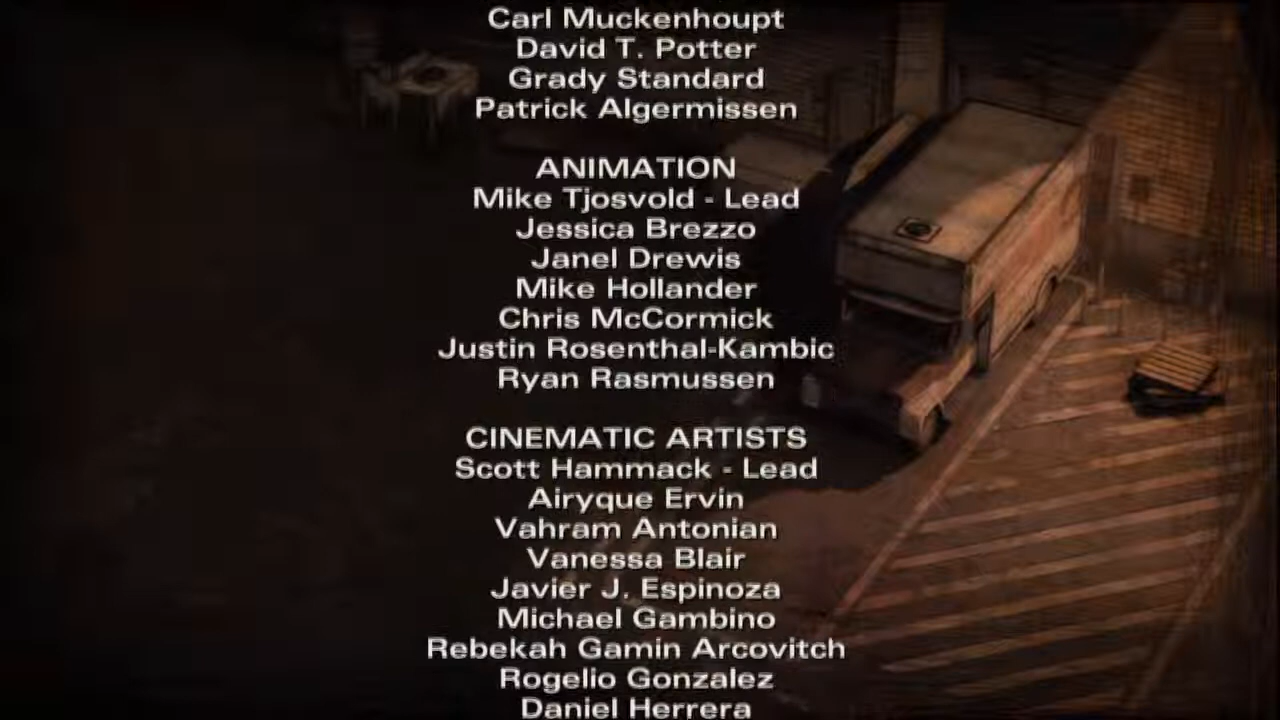 Carl Muckenhoupt
David T. Potter
Grady Standard
Patrick Algermissen
ANIMATION
Mike Tjosvold - Lead
Jessica Brezzo
Janel Drewis
Mike Hollander
Chris McCormick
Justin Rosenthal-Kambic
Ryan Rasmussen
CINEMATIC ARTISTS
Scott Hammack - Lead
Airyque Ervin
Vahram Antonian
Vanessa Blair
Javier J. Espinoza
Michael Gambino
Rebekah Gamin Arcovitch
Rogelio Gonzalez
Daniel Herrera